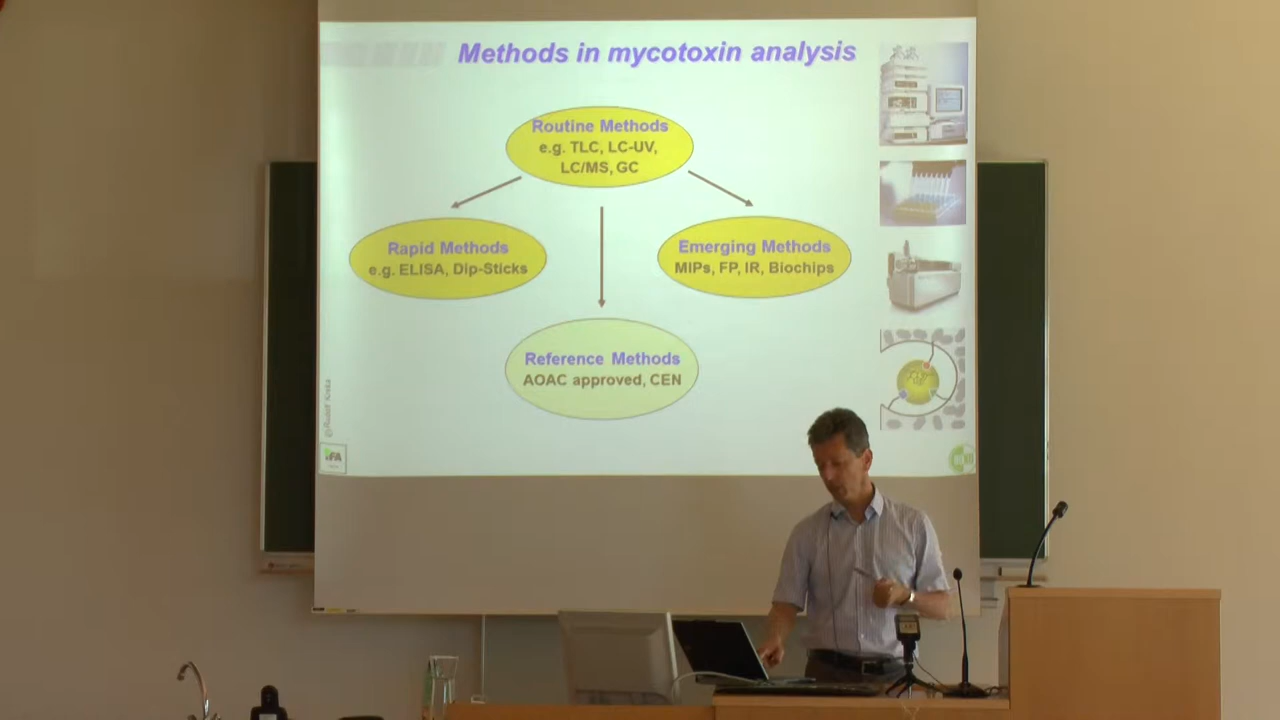 Methods in mycotoxin analysis
Routine Methods
e.g. TLC, LC-UV,
LC/MS, GC
Rapid Methods
e.g. ELISA, Dip-Sticks
Emerging Methods
MIPs, FP, IR, Biochips
Reference Methods
AOAC approved, CEN
iFA